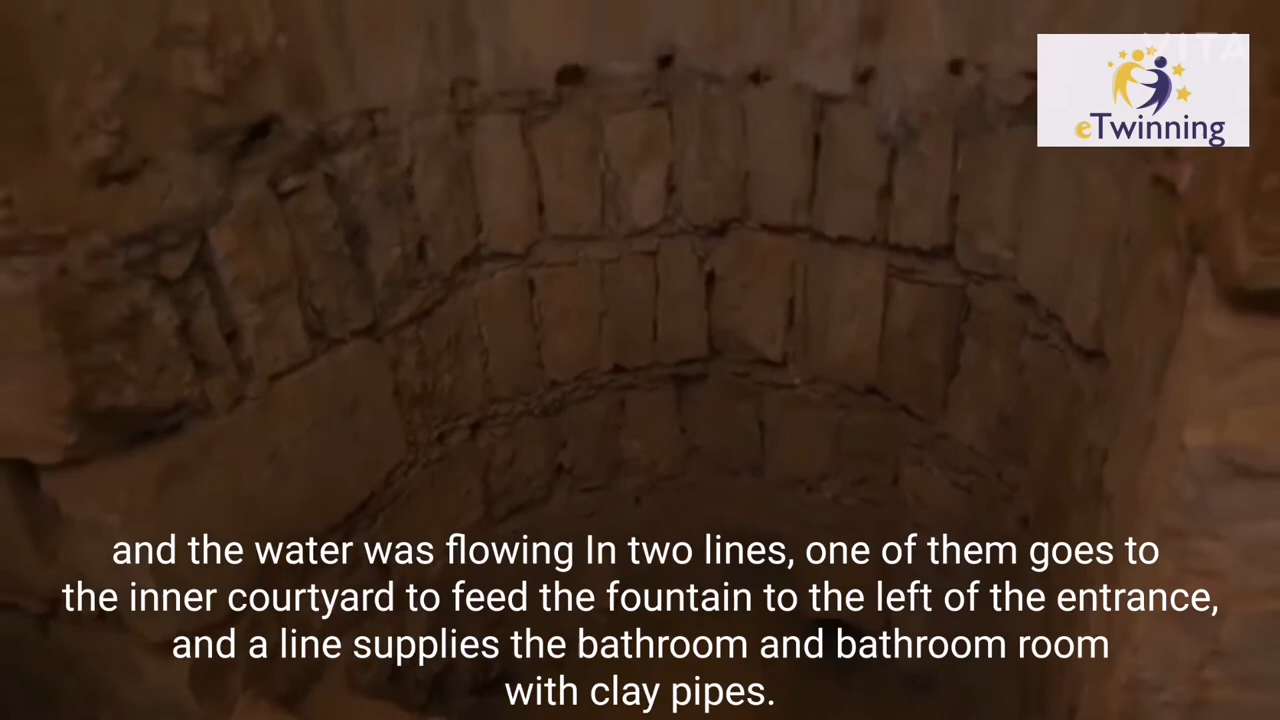 VITA
eTwinning
and the water was flowing In two lines, one of them goes to
the inner courtyard to feed the fountain to the left of the entrance,
and a line supplies the bathroom and bathroom room
with clay pipes.